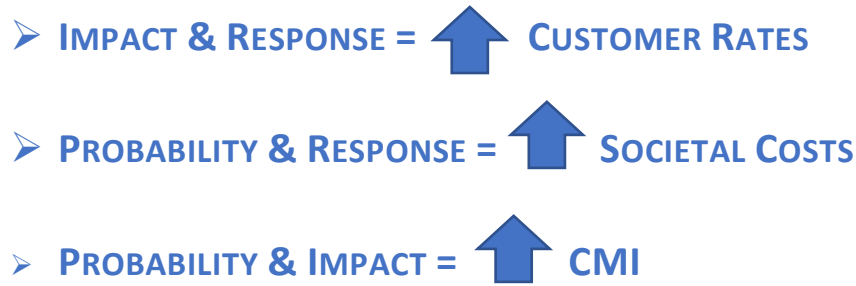 ➢ IMPACT & RESPONSE = CUSTOMER RATES
➢ PROBABILITY & RESPONSE = SOCIETAL COSTS
➢ PROBABILITY & IMPACT = CMI